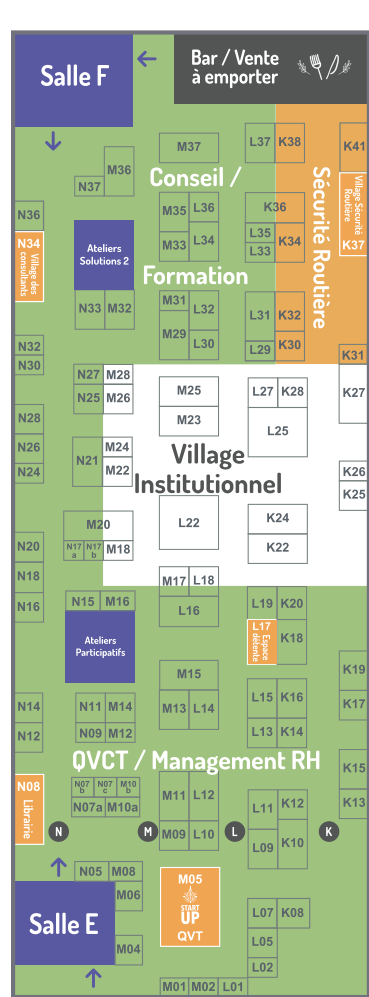 Salle F
Bar / Vente
à emporter
M37
L37
K38
K41
M36
N37
Conseil /
Formation
Sécurité Routière
Village Sécurité
Routière
K37
N36
N34
Village des
consultants
Ateliers
Solutions 2
M35
L36
M33
L34
K36
L35
L33
K34
N33
M32
M31
L32
M29
L30
L31
K32
L29
K30
K31
N32
N30
N27
M28
N25
M26
M25
M23
L27
K28
L25
K27
N28
N26
N24
N21
M24
M22
Village
Institutionnel
K26
K25
M20
N17
a
N17
b
M18
L22
K24
K22
N20
N18
N16
M17
L18
L16
N15
M16
L19
K20
L17
Espace
détente
K18
Ateliers
Participatifs
M15
M13
L14
L15
K16
L13
K14
K19
K17
N14
N12
N11
M14
N09
M12
QVCT / Management RH
K15
K13
N08
Librairie
N07
b
N07
c
M10
b
N07a
M10a
M11
L12
M09
L10
L11
K12
L09
K10
N
M
L
K
N05
M08
M06
M04
Salle E
M05
START
UP
QVT
L07
K08
L05
L02
M01
M02
L01